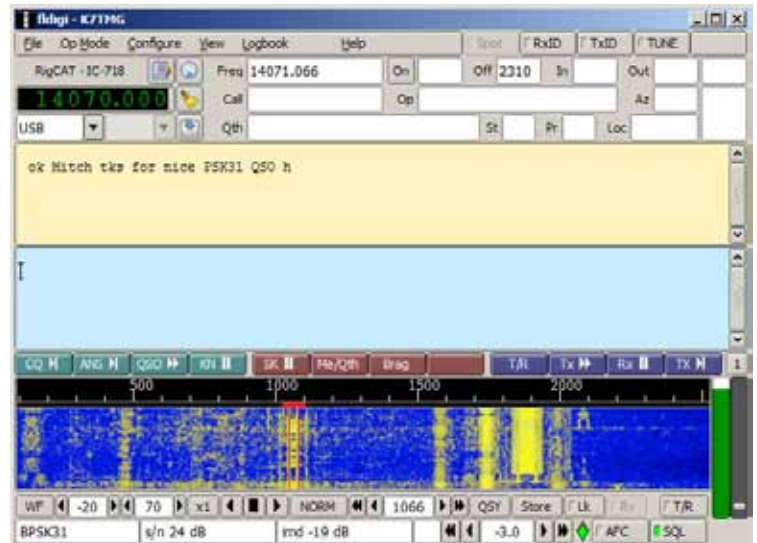 fldigi - K7TMG
File Op Mode Configure View Logbook Help Spot RxID TxID TUNE
RigCAT - IC-718 Freq 14071.066 On Off 2310 In Out
14070.000 Call Op Az
USB Qth St Pr Loc
ok Mitch tks for nice PSK31 QSO h
CQ ANS QSO KN SK Me/Qth Brag T/R Tx Rx TX 1
500 1000 1500 2000
WF -20 70 x1 NORM 1066 QSY Store Lk Rv T/R
BPSK31 s/n 24 dB imd -19 dB -3.0 AFC SQL